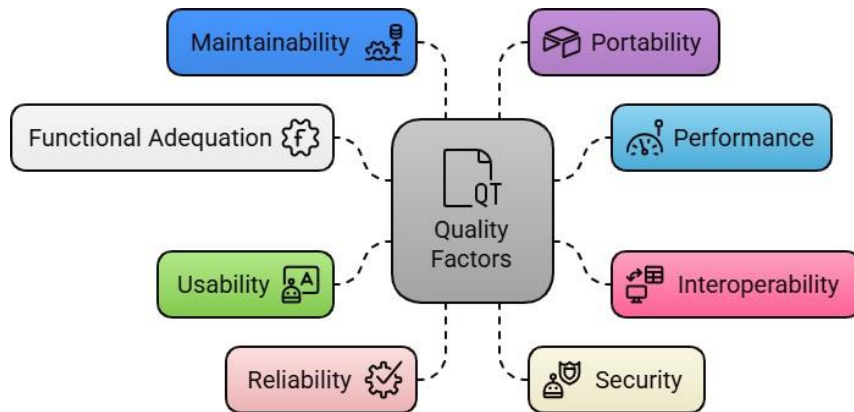 Maintainability
Portability
Functional Adequation
f
Performance
QT
Quality
Factors
Usability
A
Interoperability
Reliability
Security